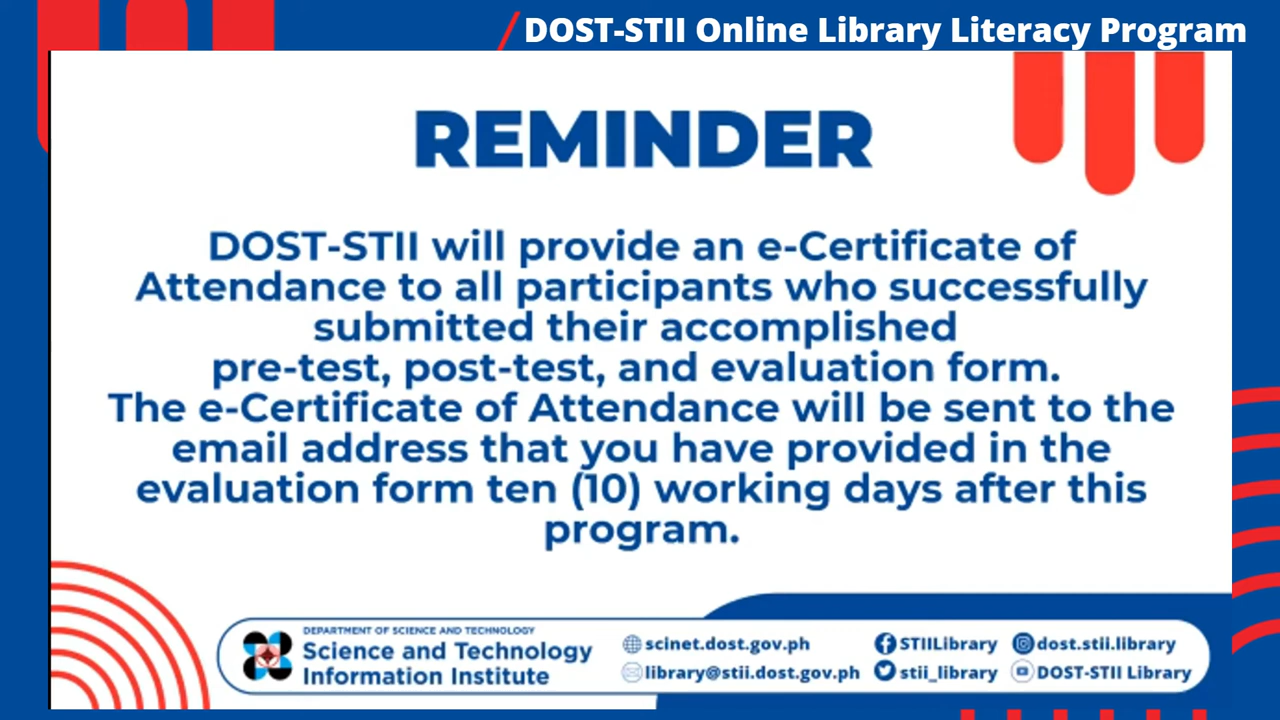 DOST-STII Online Library Literacy Program
REMINDER
DOST-STII will provide an e-Certificate of
Attendance to all participants who successfully
submitted their accomplished
pre-test, post-test, and evaluation form.
The e-Certificate of Attendance will be sent to the
email address that you have provided in the
evaluation form ten (10) working days after this
program.
DEPARTMENT OF SCIENCE AND TECHNOLOGY
Science and Technology
Information Institute
scinet.dost.gov.ph
library@stii.dost.gov.ph
STIILibrary
stii_library
dost.stii.library
DOST-STII Library